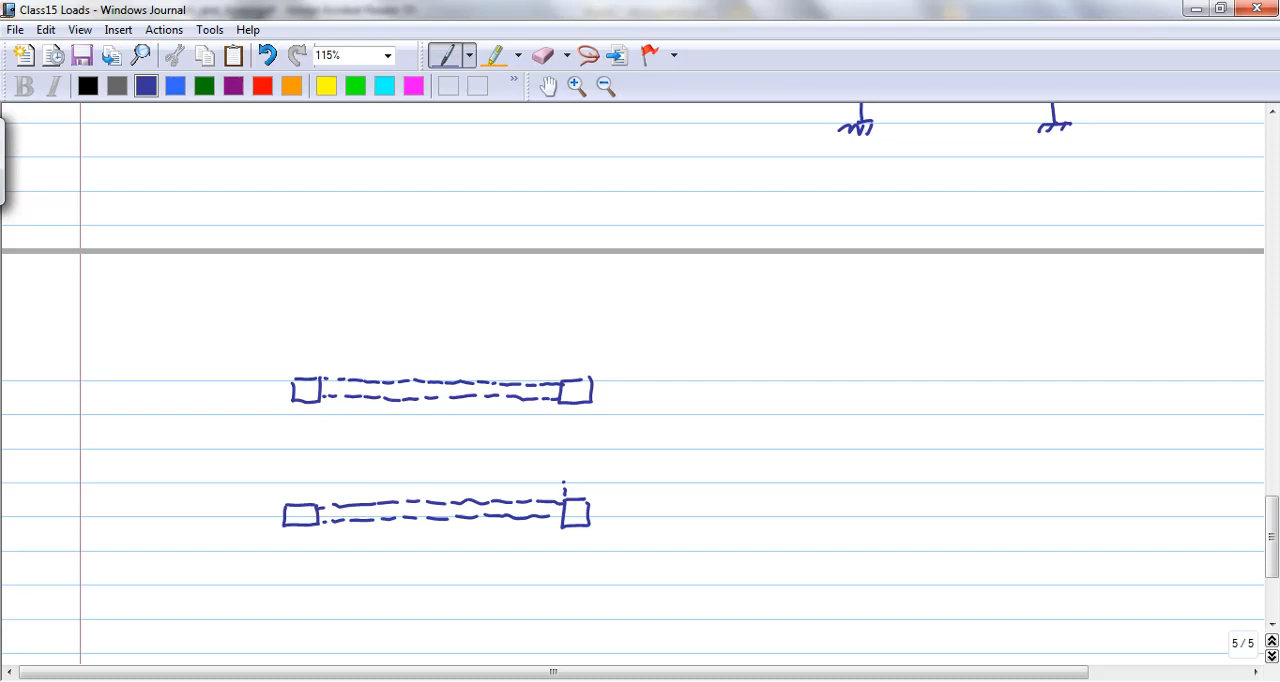 Class15 Loads - Windows Journal
File Edit View Insert Actions Tools Help
115%
B I »
5 / 5